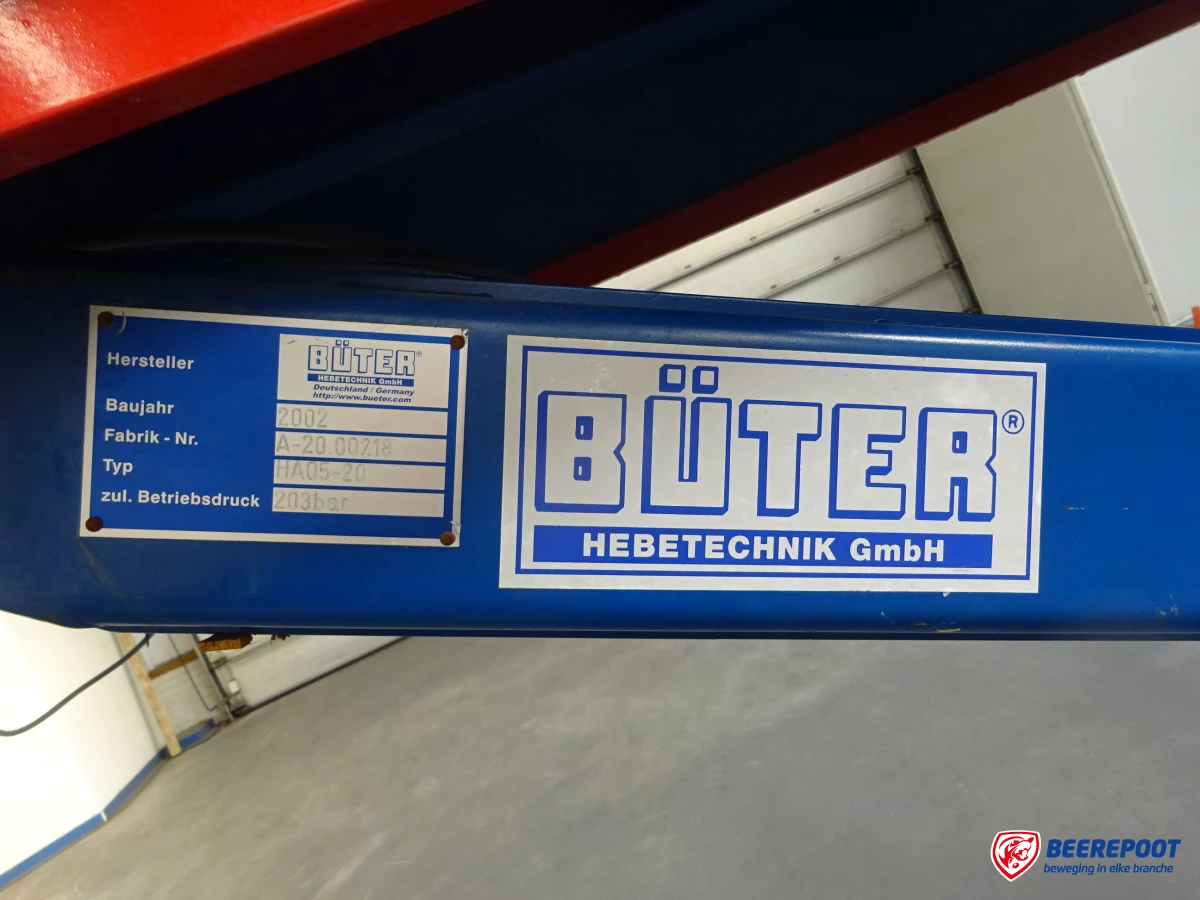 Hersteller
BÜTER®
HEBETECHNIK GmbH
Deutschland / Germany
http://www.bueter.com
Baujahr 2002
Fabrik - Nr. A-20.00218
Typ HA05-20
zul. Betriebsdruck 203bar
BÜTER®
HEBETECHNIK GmbH
BEEREPOOT
beweging in elke branche